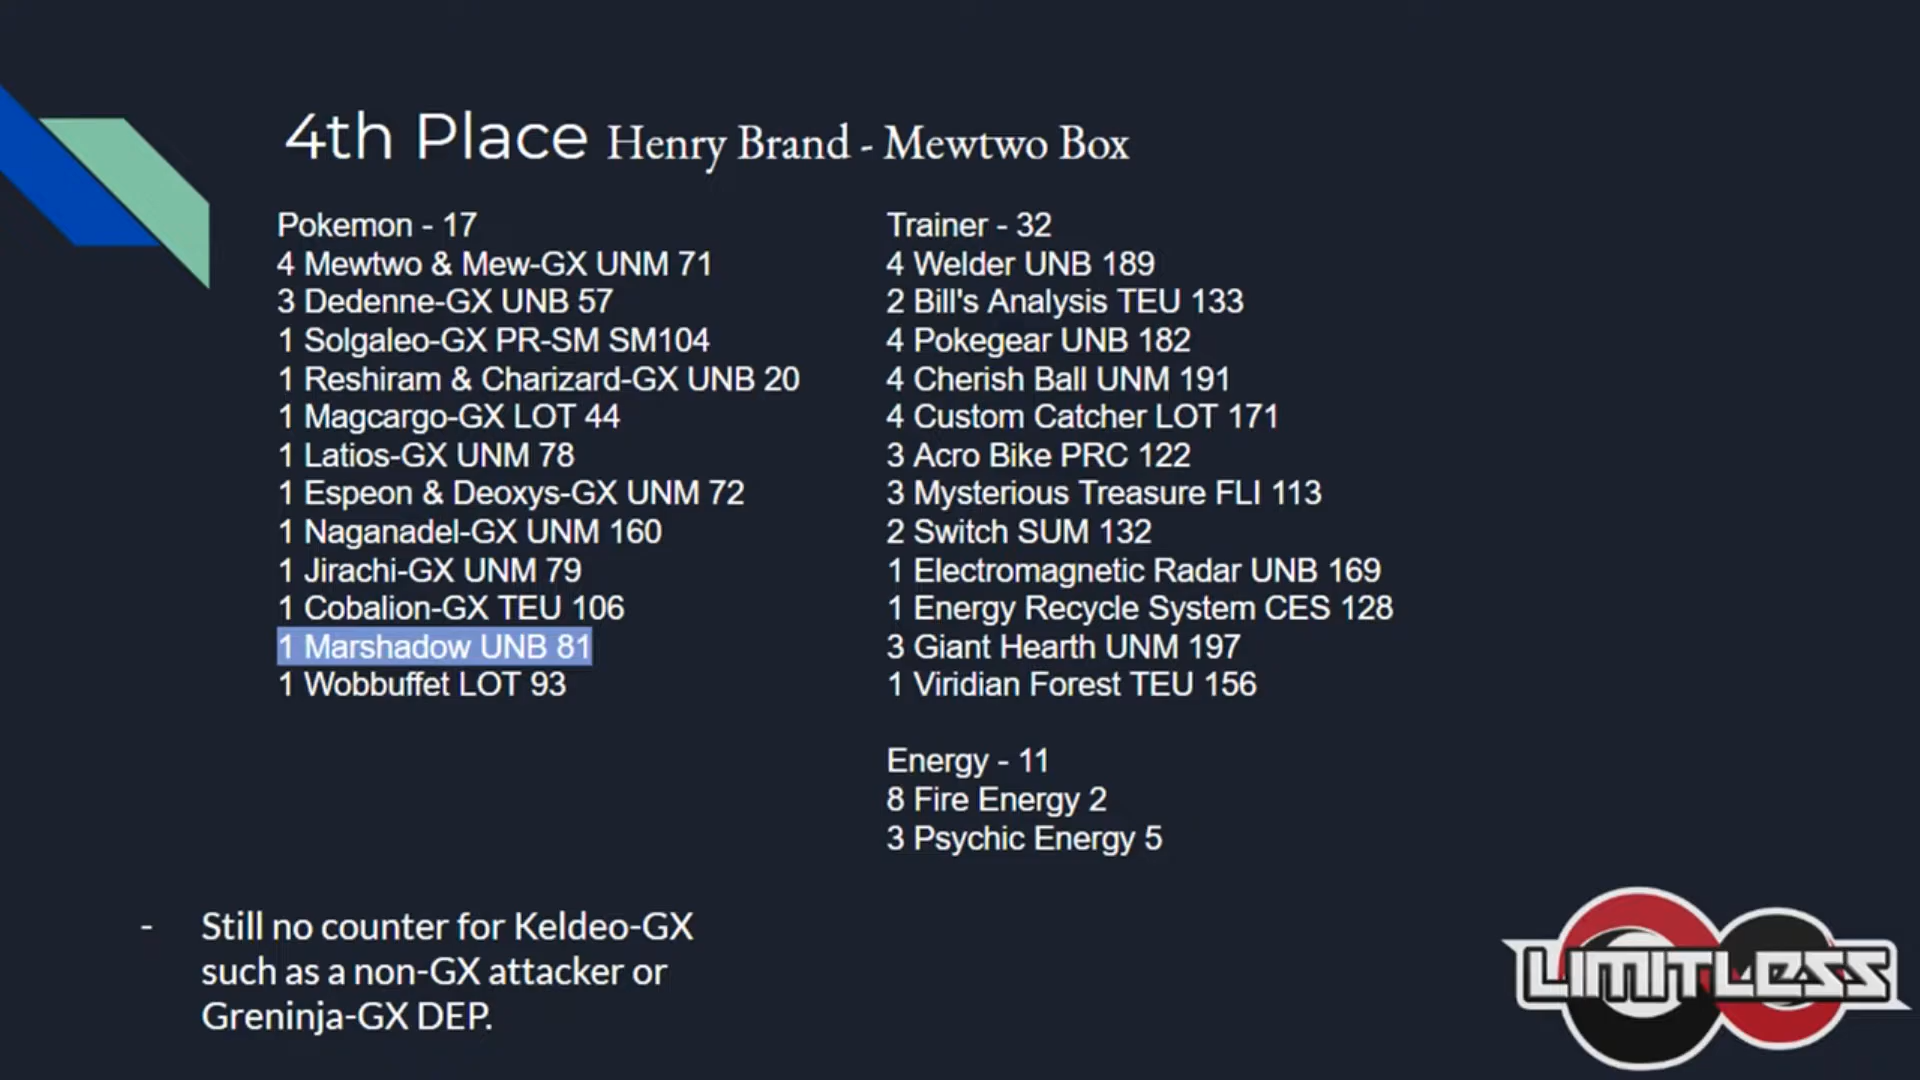 4th Place Henry Brand - Mewtwo Box
Pokemon - 17
4 Mewtwo & Mew-GX UNM 71
3 Dedenne-GX UNB 57
1 Solgaleo-GX PR-SM SM104
1 Reshiram & Charizard-GX UNB 20
1 Magcargo-GX LOT 44
1 Latios-GX UNM 78
1 Espeon & Deoxys-GX UNM 72
1 Naganadel-GX UNM 160
1 Jirachi-GX UNM 79
1 Cobalion-GX TEU 106
1 Marshadow UNB 81
1 Wobbuffet LOT 93
Trainer - 32
4 Welder UNB 189
2 Bill's Analysis TEU 133
4 Pokegear UNB 182
4 Cherish Ball UNM 191
4 Custom Catcher LOT 171
3 Acro Bike PRC 122
3 Mysterious Treasure FLI 113
2 Switch SUM 132
1 Electromagnetic Radar UNB 169
1 Energy Recycle System CES 128
3 Giant Hearth UNM 197
1 Viridian Forest TEU 156
Energy - 11
8 Fire Energy 2
3 Psychic Energy 5
- Still no counter for Keldeo-GX
such as a non-GX attacker or
Greninja-GX DEP.
LIMITLESS